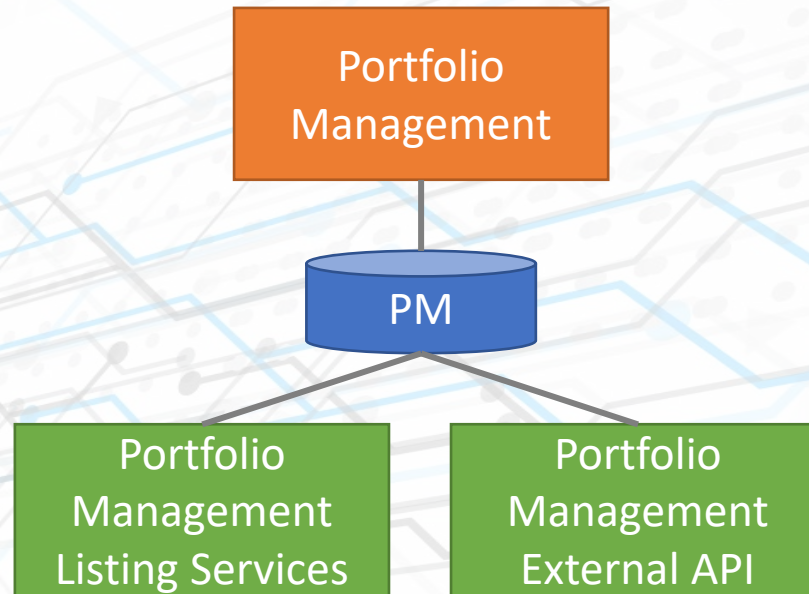 Portfolio
Management
PM
Portfolio
Management
Listing Services
Portfolio
Management
External API